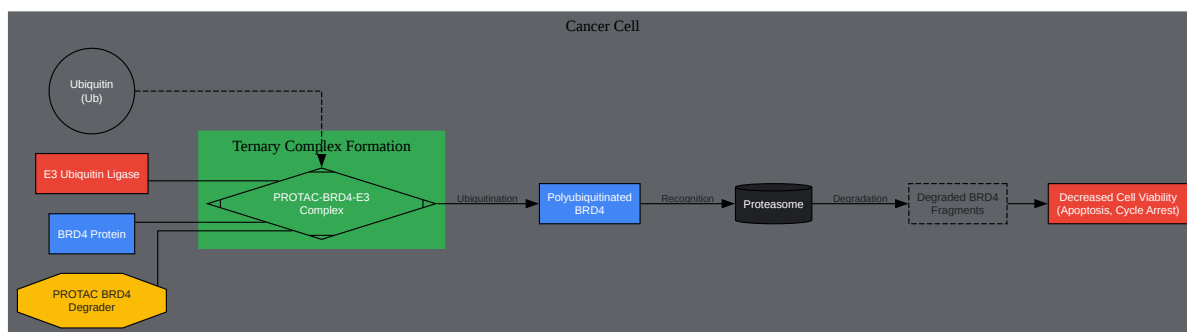 Cancer Cell
Ubiquitin
(Ub)
Ternary Complex Formation
E3 Ubiquitin Ligase
PROTAC-BRD4-E3
Complex
BRD4 Protein
PROTAC BRD4
Degrader
Ubiquitination
Polyubiquitinated
BRD4
Recognition
Proteasome
Degradation
Degraded BRD4
Fragments
Decreased Cell Viability
(Apoptosis, Cycle Arrest)